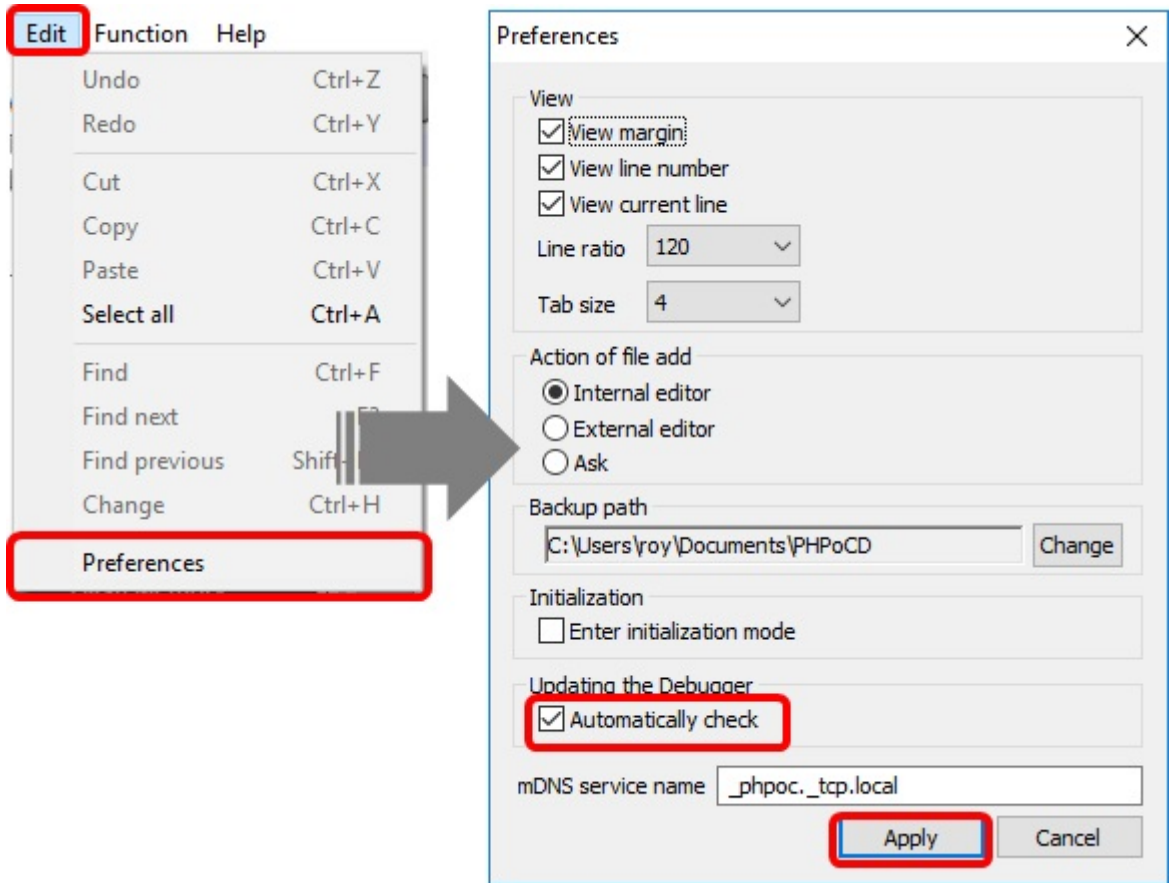 Edit Function Help
Undo Ctrl+Z
Redo Ctrl+Y
Cut Ctrl+X
Copy Ctrl+C
Paste Ctrl+V
Select all Ctrl+A
Find Ctrl+F
Find next
Find previous Shift+
Change Ctrl+H
Preferences
Preferences
View
View margin
View line number
View current line
Line ratio 120
Tab size 4
Action of file add
Internal editor
External editor
Ask
Backup path
C:\Users\roy\Documents\PHPoCD Change
Initialization
Enter initialization mode
Updating the Debugger
Automatically check
mDNS service name _phpoc._tcp.local
Apply Cancel